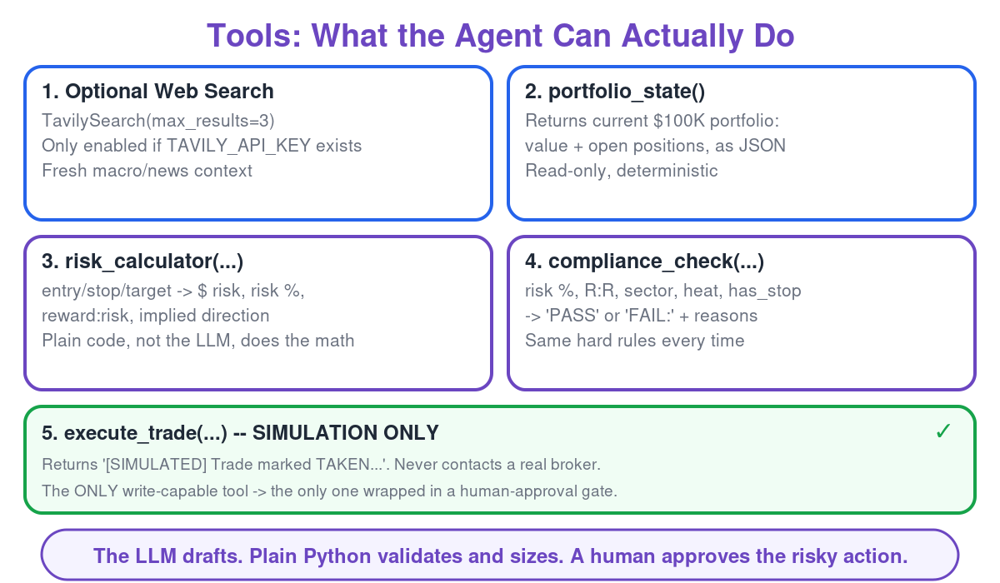 Tools: What the Agent Can Actually Do
1. Optional Web Search
TavilySearch(max_results=3)
Only enabled if TAVILY_API_KEY exists
Fresh macro/news context
2. portfolio_state()
Returns current $100K portfolio:
value + open positions, as JSON
Read-only, deterministic
3. risk_calculator(...)
entry/stop/target -> $ risk, risk %,
reward:risk, implied direction
Plain code, not the LLM, does the math
4. compliance_check(...)
risk %, R:R, sector, heat, has_stop
-> 'PASS' or 'FAIL:' + reasons
Same hard rules every time
5. execute_trade(...) -- SIMULATION ONLY ✓
Returns '[SIMULATED] Trade marked TAKEN...'. Never contacts a real broker.
The ONLY write-capable tool -> the only one wrapped in a human-approval gate.
The LLM drafts. Plain Python validates and sizes. A human approves the risky action.